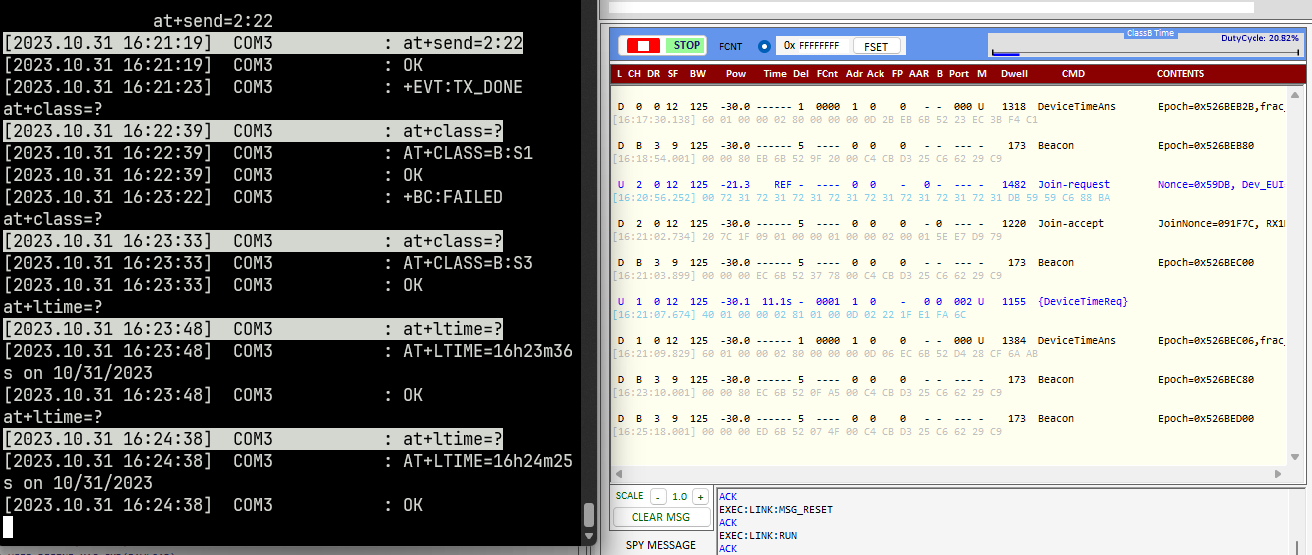 at+send=2:22
[2023.10.31 16:21:19] COM3 : at+send=2:22
[2023.10.31 16:21:19] COM3 : OK
[2023.10.31 16:21:23] COM3 : +EVT:TX_DONE
at+class=?
[2023.10.31 16:22:39] COM3 : at+class=?
[2023.10.31 16:22:39] COM3 : AT+CLASS=B:S1
[2023.10.31 16:22:39] COM3 : OK
[2023.10.31 16:23:22] COM3 : +BC:FAILED
at+class=?
[2023.10.31 16:23:33] COM3 : at+class=?
[2023.10.31 16:23:33] COM3 : AT+CLASS=B:S3
[2023.10.31 16:23:33] COM3 : OK
at+ltime=?
[2023.10.31 16:23:48] COM3 : at+ltime=?
[2023.10.31 16:23:48] COM3 : AT+LTIME=16h23m36
s on 10/31/2023
[2023.10.31 16:23:48] COM3 : OK
at+ltime=?
[2023.10.31 16:24:38] COM3 : at+ltime=?
[2023.10.31 16:24:38] COM3 : AT+LTIME=16h24m25
s on 10/31/2023
[2023.10.31 16:24:38] COM3 : OK
STOP FCNT 0x FFFFFFFF FSET ClassB Time DutyCycle: 20.82%
L CH DR SF BW Pow Time Del FCnt Adr Ack FP AAR B Port M Dwell CMD CONTENTS
D 0 0 12 125 -30.0 ------ 1 0000 1 0 0 - - 000 U 1318 DeviceTimeAns Epoch=0x526BEB2B,frac_
[16:17:30.138] 60 01 00 00 02 80 00 00 00 0D 2B EB 6B 52 23 EC 3B F4 C1
D B 3 9 125 -30.0 ------ 5 ---- 0 0 0 - - --- - 173 Beacon Epoch=0x526BEB80
[16:18:54.001] 00 00 80 EB 6B 52 9F 20 00 C4 CB D3 25 C6 62 29 C9
U 2 0 12 125 -21.3 REF - ---- 0 0 - 0 - --- - 1482 Join-request Nonce=0x59DB, Dev_EUI
[16:20:56.252] 00 72 31 72 31 72 31 72 31 72 31 72 31 72 31 72 31 DB 59 59 C6 88 BA
D 2 0 12 125 -30.0 ------ 5 ---- 0 0 0 - 0 --- - 1220 Join-accept JoinNonce=091F7C, RX1
[16:21:02.734] 20 7C 1F 09 01 00 00 01 00 00 02 00 01 5E E7 D9 79
D B 3 9 125 -30.0 ------ 5 ---- 0 0 0 - - --- - 173 Beacon Epoch=0x526BEC00
[16:21:03.899] 00 00 00 EC 6B 52 37 78 00 C4 CB D3 25 C6 62 29 C9
U 1 0 12 125 -30.1 11.1s - 0001 1 0 - 0 0 002 U 1155 {DeviceTimeReq}
[16:21:07.674] 40 01 00 00 02 81 01 00 0D 02 22 1F E1 FA 6C
D 1 0 12 125 -30.0 ------ 1 0000 1 0 0 - - 000 U 1384 DeviceTimeAns Epoch=0x526BEC06,frac_
[16:21:09.829] 60 01 00 00 02 80 00 00 00 0D 06 EC 6B 52 D4 28 CF 6A AB
D B 3 9 125 -30.0 ------ 5 ---- 0 0 0 - - --- - 173 Beacon Epoch=0x526BEC80
[16:23:10.001] 00 00 80 EC 6B 52 0F A5 00 C4 CB D3 25 C6 62 29 C9
D B 3 9 125 -30.0 ------ 5 ---- 0 0 0 - - --- - 173 Beacon Epoch=0x526BED00
[16:25:18.001] 00 00 00 ED 6B 52 07 4F 00 C4 CB D3 25 C6 62 29 C9
SCALE - 1.0 +
CLEAR MSG
SPY MESSAGE
ACK
EXEC:LINK:MSG_RESET
ACK
EXEC:LINK:RUN
ACK